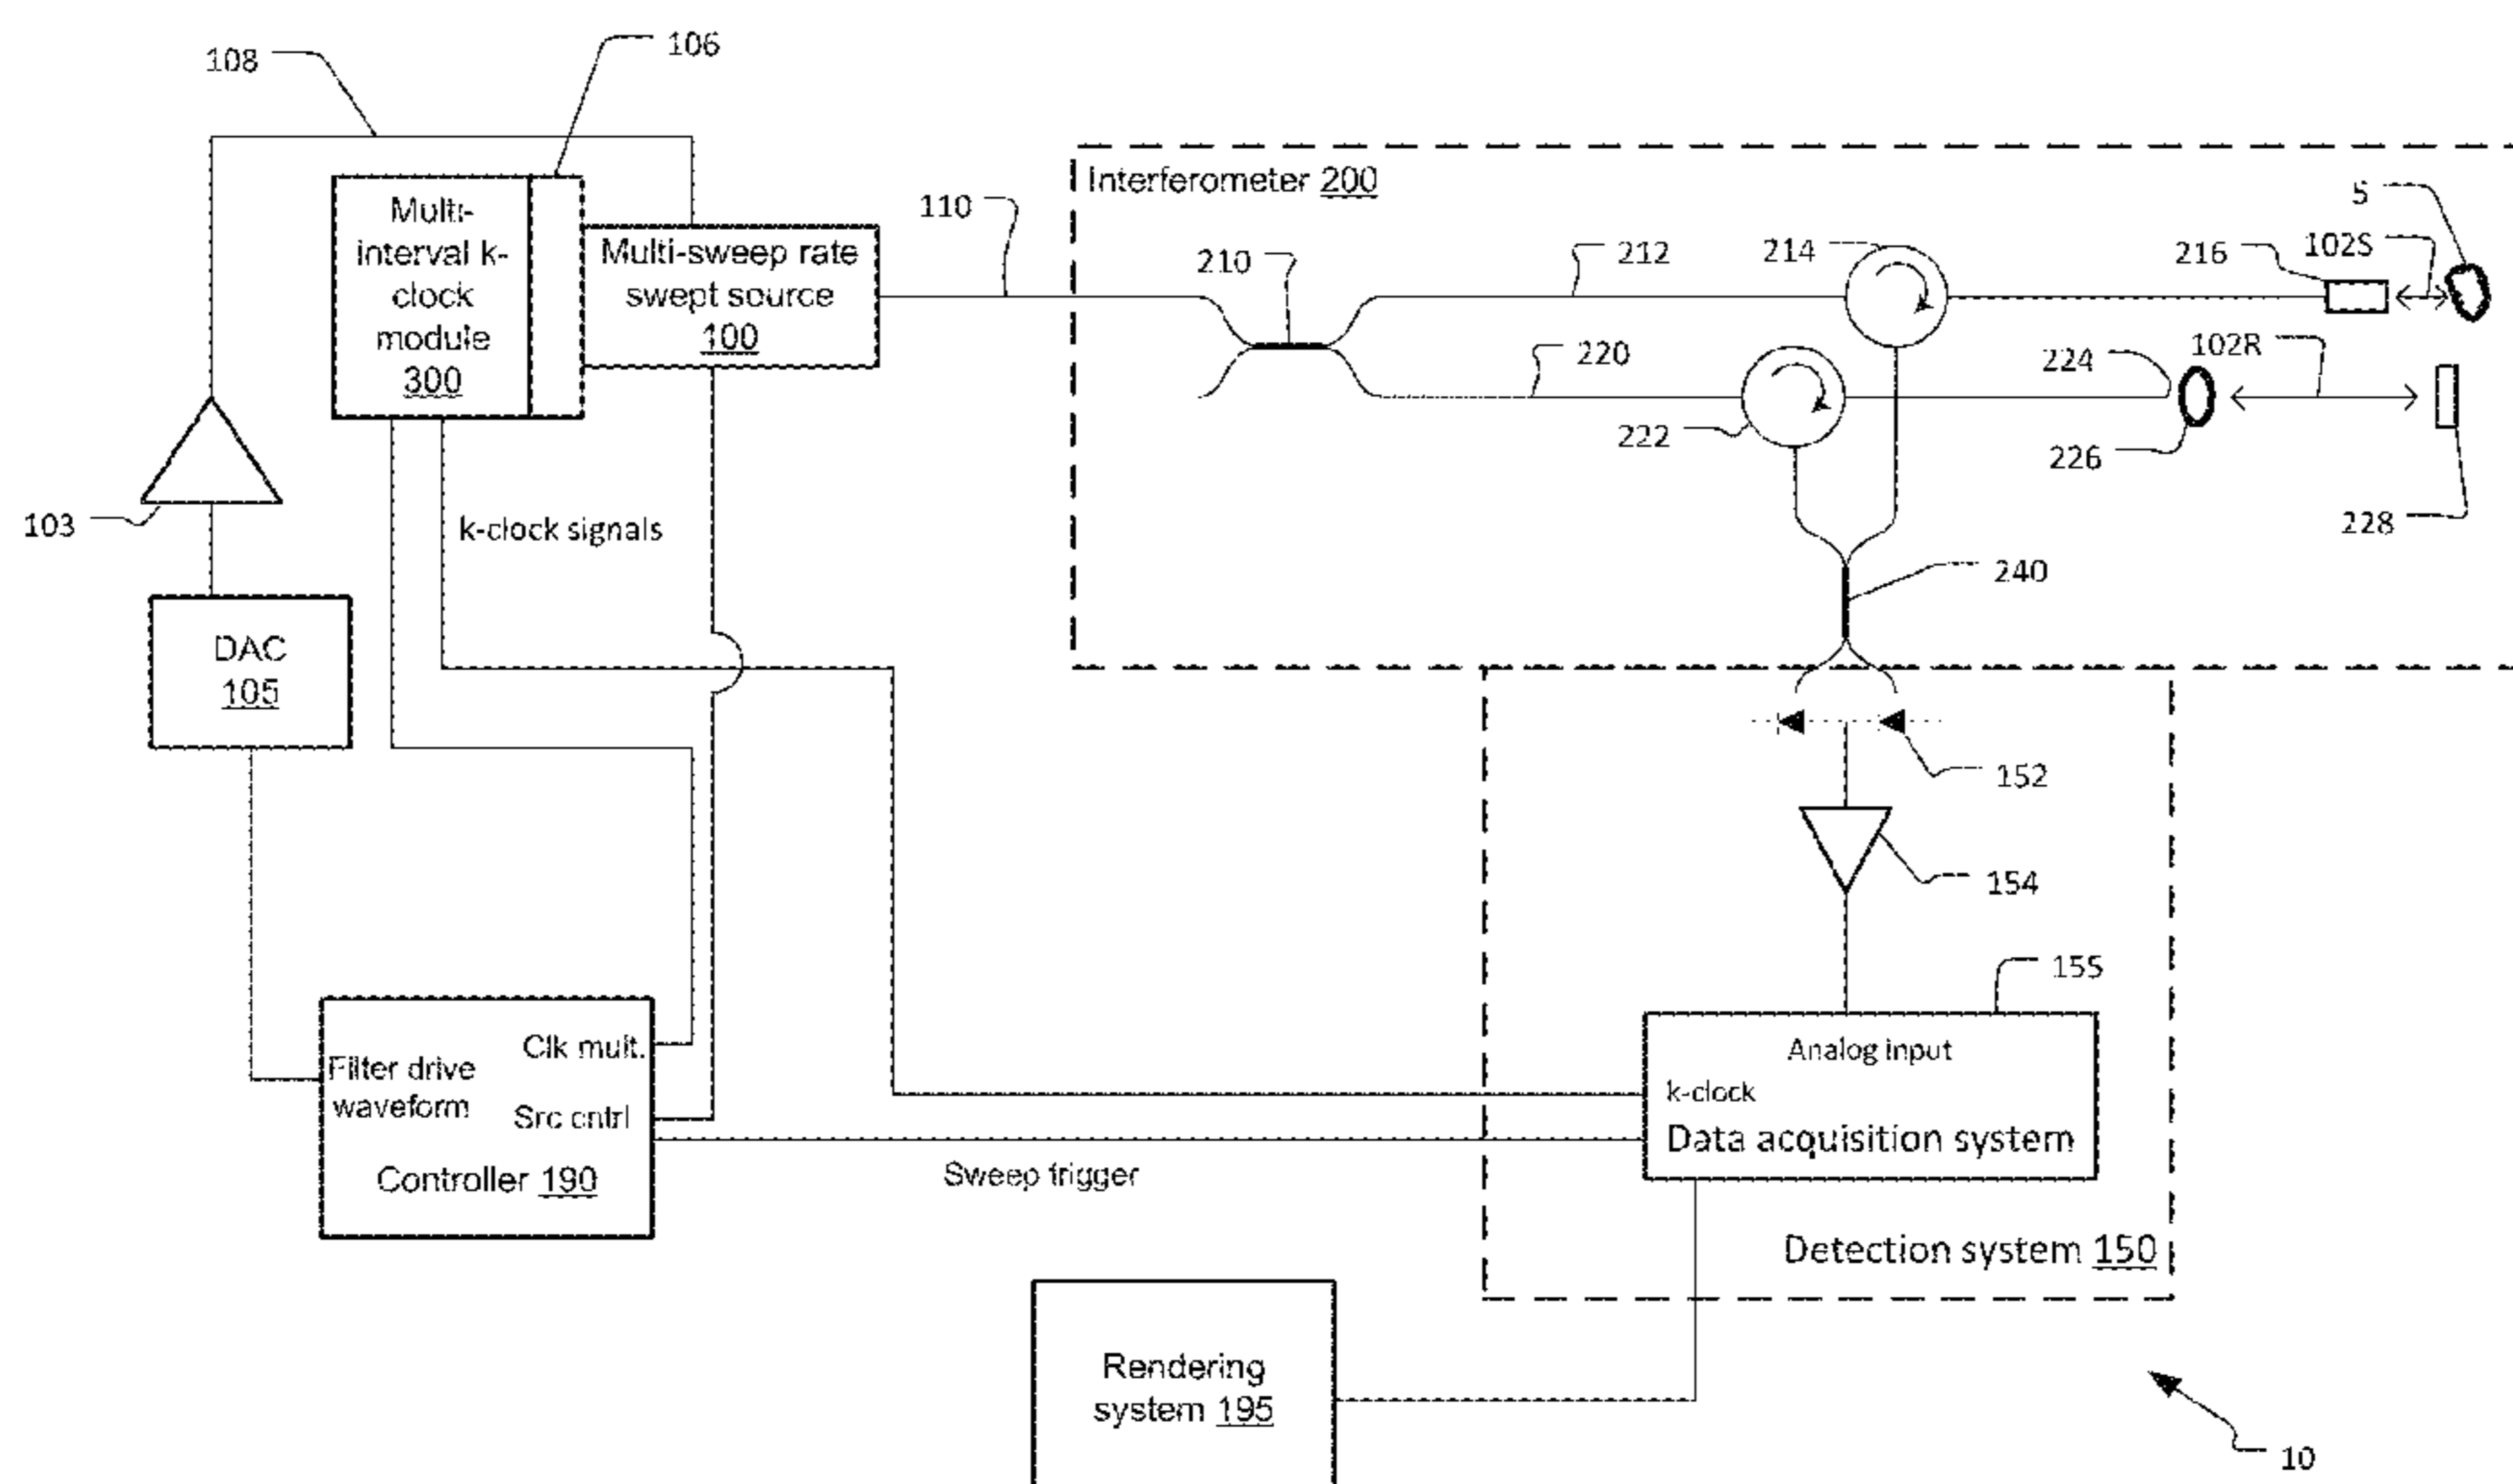 108
106
Interferometer 200
5
Multi-
interval k-
clock
module
300
Multi-sweep rate
swept source
100
110
210
212
214
216
102S
220
222
224
102R
226
228
103
k-clock signals
240
DAC
105
152
154
155
Filter drive
waveform
Clk mult.
Src cntrl
Controller 190
Sweep trigger
Analog input
k-clock
Data acquisition system
Detection system 150
Rendering
system 195
10